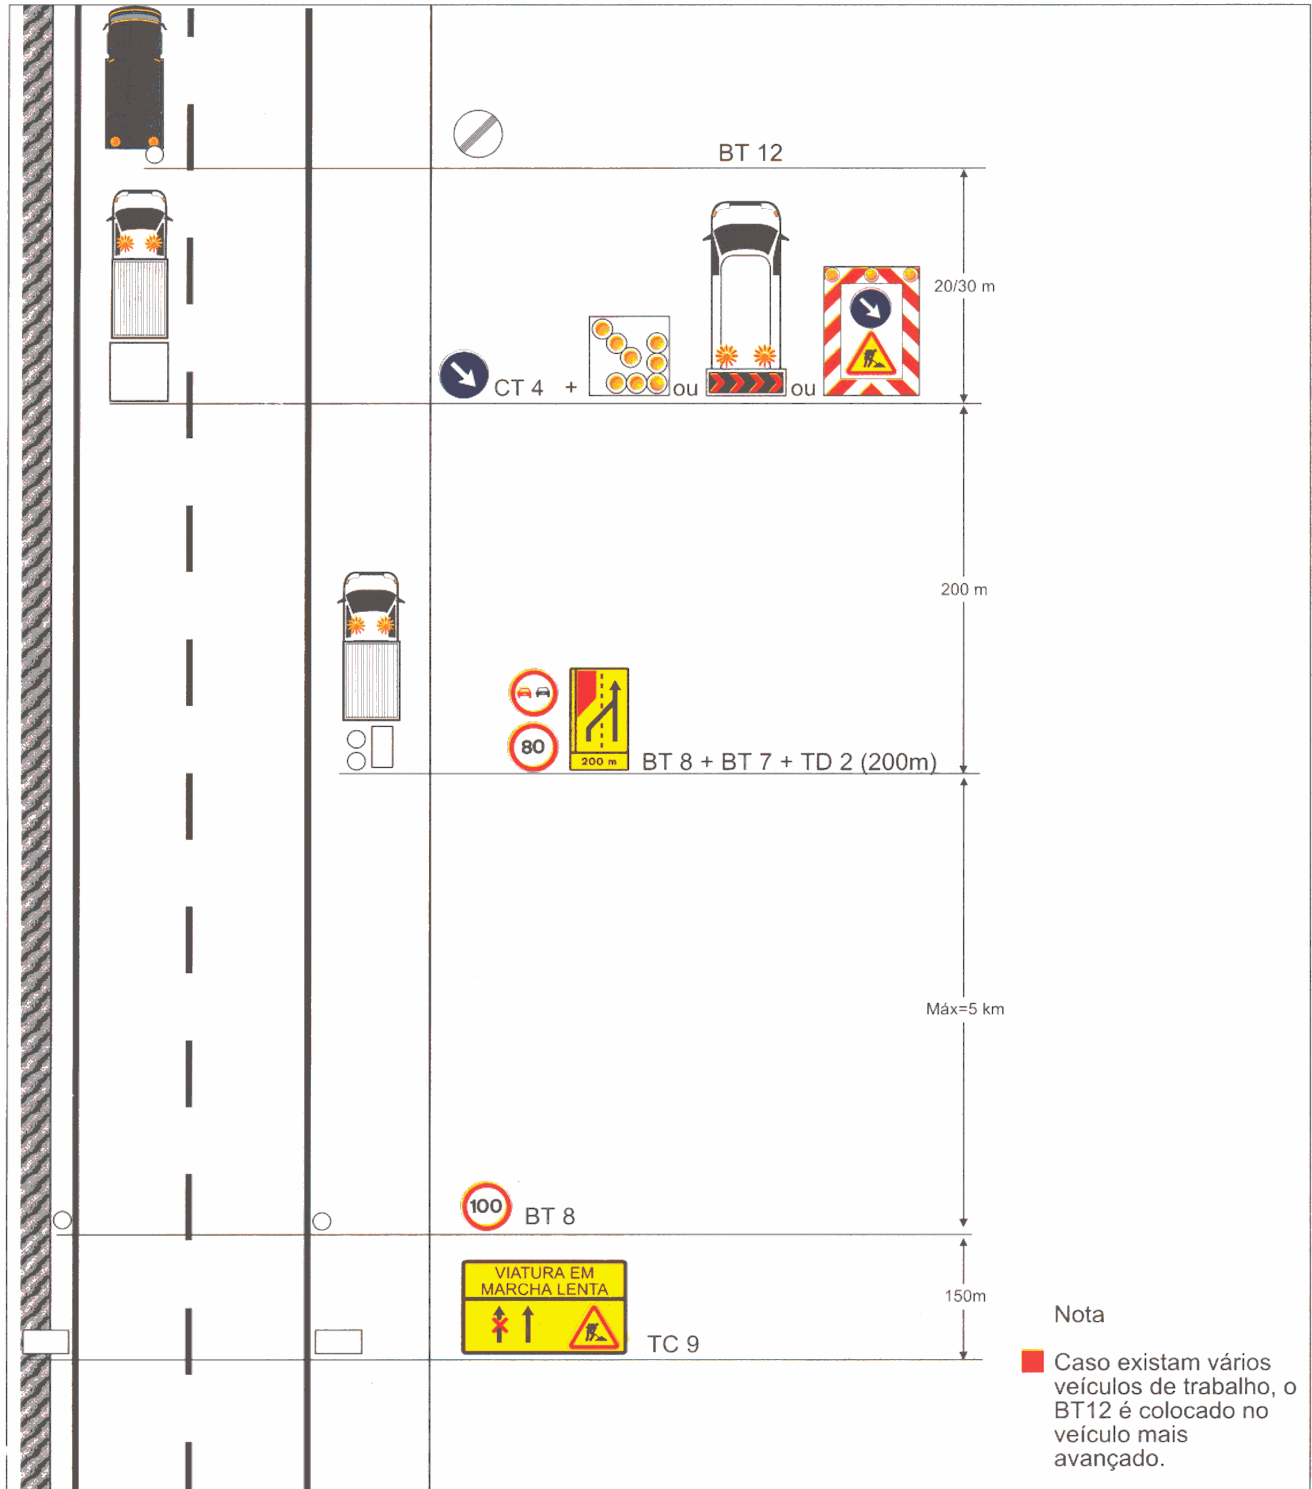 BT 12
20/30 m
CT 4 + ou ou
200 m
80
200 m
BT 8 + BT 7 + TD 2 (200m)
Máx=5 km
100
BT 8
VIATURA EM
MARCHA LENTA
150m
TC 9
Nota
Caso existam vários
veículos de trabalho, o
BT12 é colocado no
veículo mais
avançado.